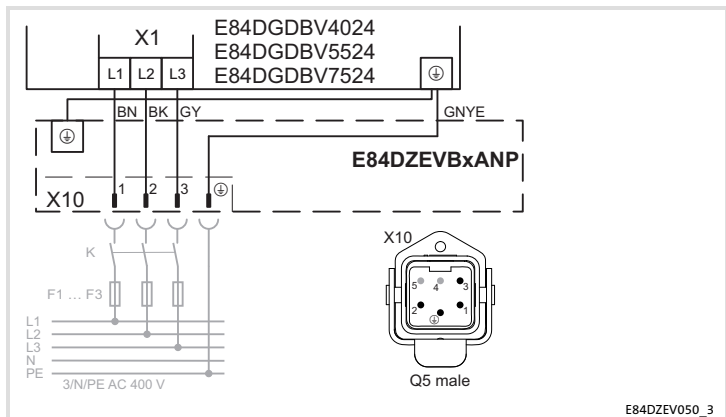 X1
E84DGDBV4024
E84DGDBV5524
E84DGDBV7524
L1 L2 L3
BN BK GY GNYE
E84DZEVBxANP
X10
1 2 3
K
F1 ... F3
L1
L2
L3
N
PE
3/N/PE AC 400 V
X10
5 4 3
2 1
Q5 male
E84DZEV050_3